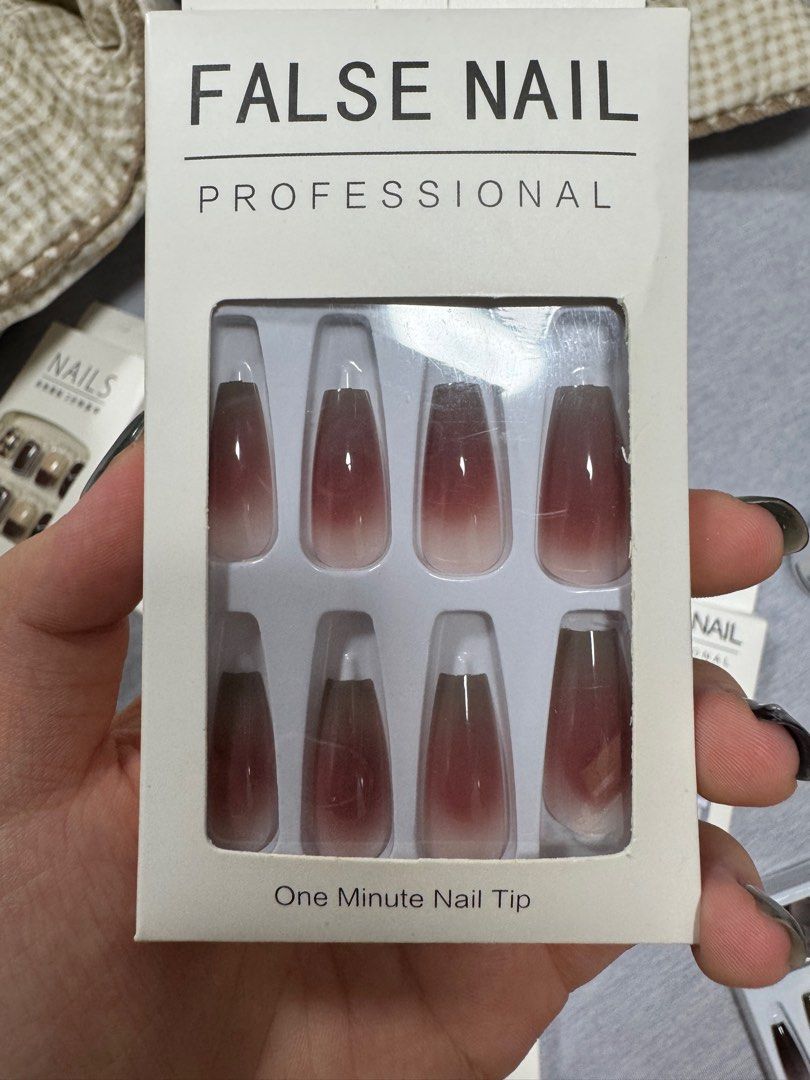 FALSE NAIL
PROFESSIONAL
NAILS
NAIL
One Minute Nail Tip